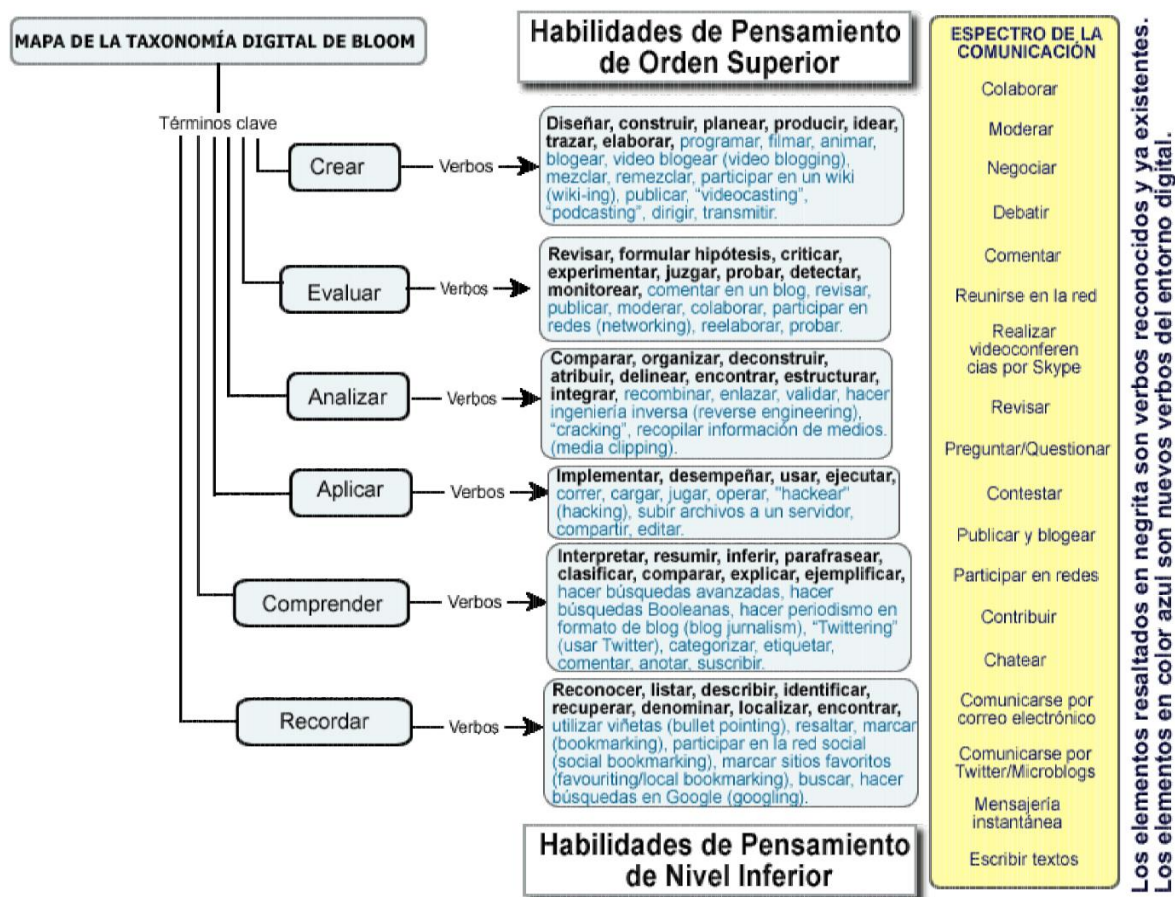 MAPA DE LA TAXONOMÍA DIGITAL DE BLOOM
Términos clave
Habilidades de Pensamiento
de Orden Superior
Crear
Verbos
Diseñar, construir, planear, producir, idear,
trazar, elaborar, programar, filmar, animar,
blogear, video blogear (video blogging),
mezclar, remezclar, participar en un wiki
(wiki-ing), publicar, “videocasting”,
“podcasting”, dirigir, transmitir.
Evaluar
Verbos
Revisar, formular hipótesis, criticar,
experimentar, juzgar, probar, detectar,
monitorear, comentar en un blog, revisar,
publicar, moderar, colaborar, participar en
redes (networking), reelaborar, probar.
Analizar
Verbos
Comparar, organizar, deconstruir,
atribuir, delinear, encontrar, estructurar,
integrar, recombinar, enlazar, validar, hacer
ingeniería inversa (reverse engineering),
“cracking”, recopilar información de medios.
(media clipping).
Aplicar
Verbos
Implementar, desempeñar, usar, ejecutar,
correr, cargar, jugar, operar, "hackear"
(hacking), subir archivos a un servidor,
compartir, editar.
Comprender
Verbos
Interpretar, resumir, inferir, parafrasear,
clasificar, comparar, explicar, ejemplificar,
hacer búsquedas avanzadas, hacer
búsquedas Booleanas, hacer periodismo en
formato de blog (blog jurnalism), “Twittering”
(usar Twitter), categorizar, etiquetar,
comentar, anotar, suscribir.
Recordar
Verbos
Reconocer, listar, describir, identificar,
recuperar, denominar, localizar, encontrar,
utilizar viñetas (bullet pointing), resaltar, marcar
(bookmarking), participar en la red social
(social bookmarking), marcar sitios favoritos
(favouriting/local bookmarking), buscar, hacer
búsquedas en Google (googling).
Habilidades de Pensamiento
de Nivel Inferior
ESPECTRO DE LA
COMUNICACIÓN
Colaborar
Moderar
Negociar
Debatir
Comentar
Reunirse en la red
Realizar
videoconferen
cias por Skype
Revisar
Preguntar/Questionar
Contestar
Publicar y blogear
Participar en redes
Contribuir
Chatear
Comunicarse por
correo electrónico
Comunicarse por
Twitter/Microblogs
Mensajería
instantánea
Escribir textos
Los elementos resaltados en negrita son verbos reconocidos y ya existentes.
Los elementos en color azul son nuevos verbos del entorno digital.